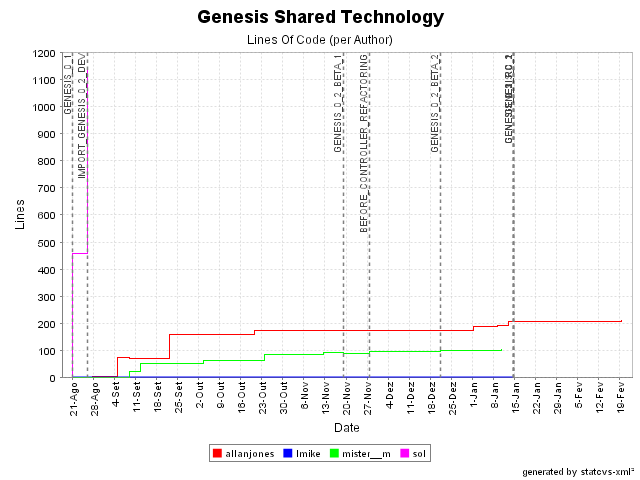 Genesis Shared Technology
Lines Of Code (per Author)
Lines
1200
1100
1000
900
800
700
600
500
400
300
200
100
0
GENESIS_0_1
IMPORT_GENESIS_0_2_DEV
GENESIS_0_2_BETA_1
BEFORE_CONTROLLER_REFACTORING
GENESIS_0_2_BETA_2
21-Ago
28-Ago
4-Set
11-Set
18-Set
25-Set
2-Out
9-Out
16-Out
23-Out
30-Out
6-Nov
13-Nov
20-Nov
27-Nov
4-Dez
11-Dez
18-Dez
25-Dez
1-Jan
8-Jan
15-Jan
22-Jan
29-Jan
5-Fev
12-Fev
19-Fev
Date
allanjones lmike mister__m sol
generated by statcvs-xml²